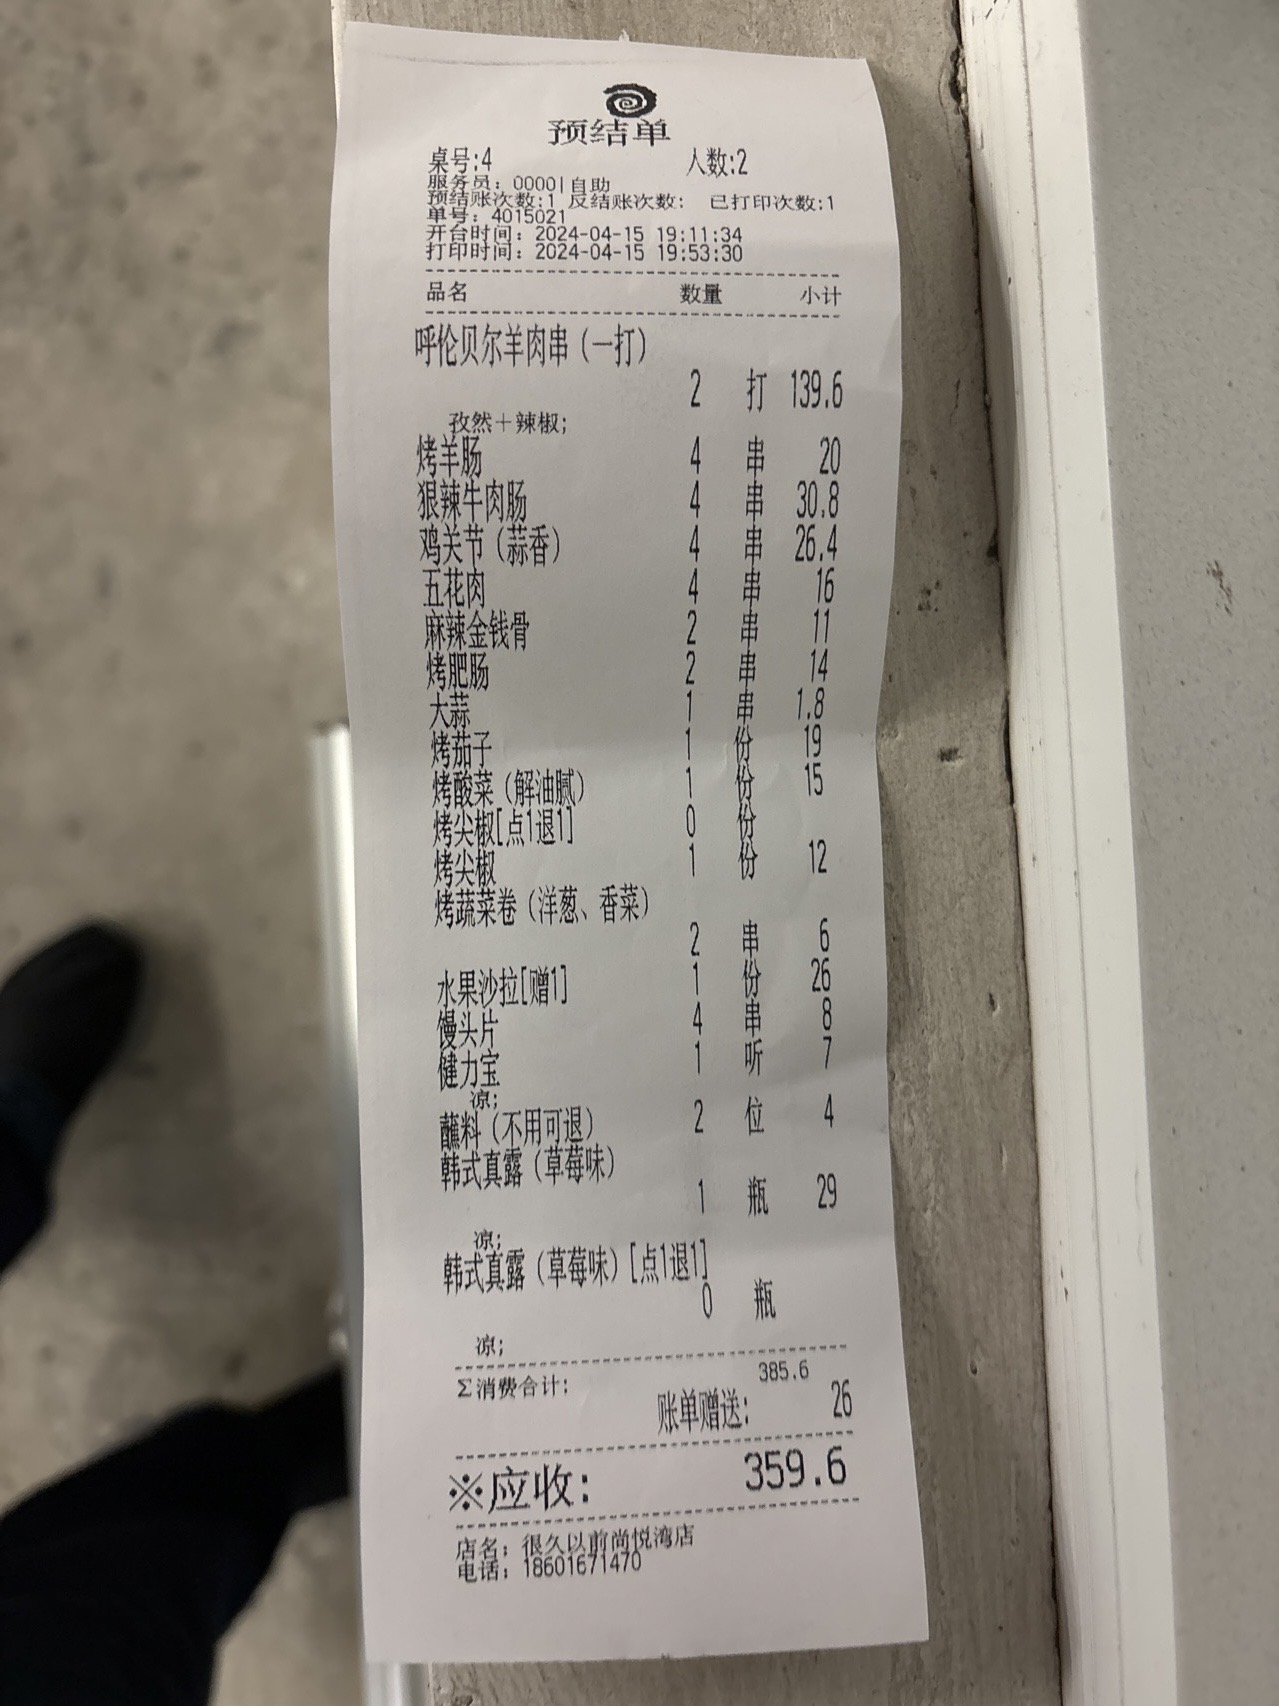 预结单
桌号:4 人数:2
服务员: 0000|自助
预结账次数:1 反结账次数: 已打印次数:1
单号: 4015021
开台时间: 2024-04-15 19:11:34
打印时间: 2024-04-15 19:53:30
品名 数量 小计
呼伦贝尔羊肉串(一打)
2 打 139.6
孜然+辣椒;
烤羊肠 4 串 20
狠辣牛肉肠 4 串 30.8
鸡关节(蒜香) 4 串 26.4
五花肉 4 串 16
麻辣金钱骨 2 串 11
烤肥肠 2 串 14
大蒜 1 串 1.8
烤茄子 1 份 19
烤酸菜(解油腻) 1 份 15
烤尖椒[点1退1] 0 份
烤尖椒 1 份 12
烤蔬菜卷(洋葱、香菜)
2 串 6
水果沙拉[赠1] 1 份 26
馒头片 4 串 8
健力宝 1 听 7
凉;
蘸料(不用可退) 2 位 4
韩式真露(草莓味)
1 瓶 29
凉;
韩式真露(草莓味)[点1退1]
0 瓶
凉;
Σ消费合计: 385.6
账单赠送: 26
※应收: 359.6
店名: 很久以前尚悦湾店
电话: 18601671470